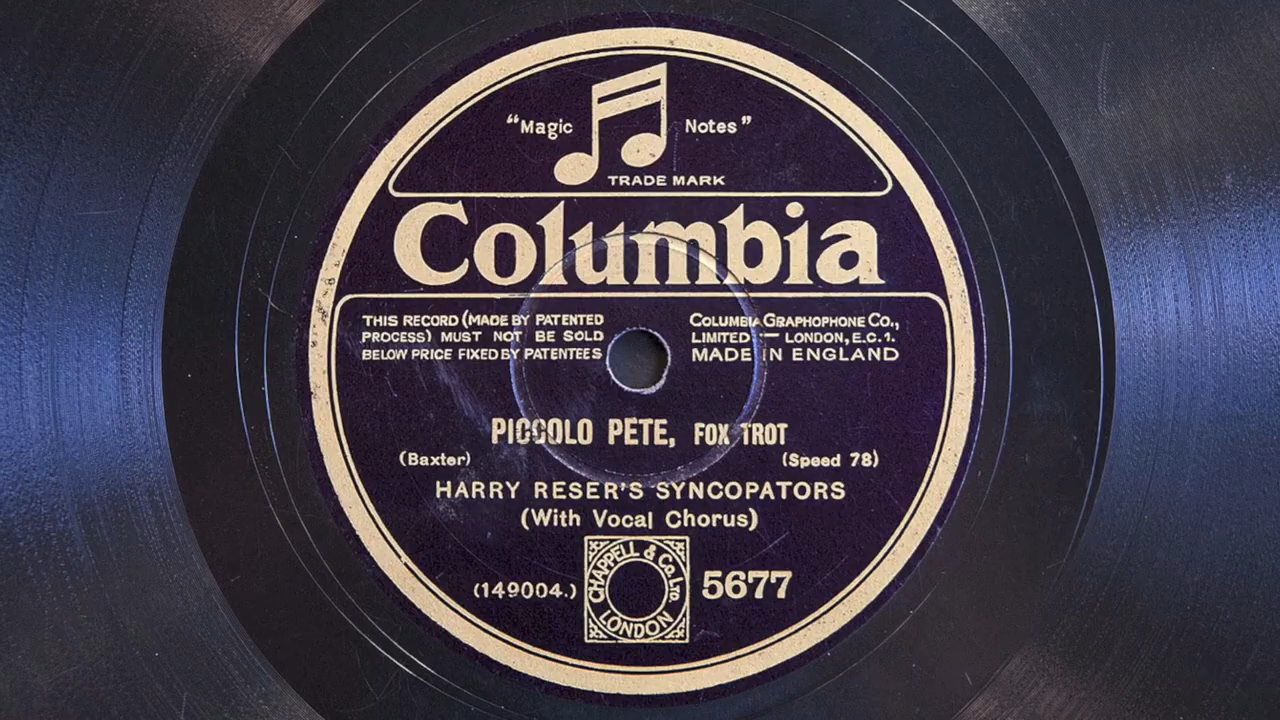 “Magic Notes”
TRADE MARK
Columbia
THIS RECORD (MADE BY PATENTED
PROCESS) MUST NOT BE SOLD
BELOW PRICE FIXED BY PATENTEES
COLUMBIA GRAPHOPHONE CO.,
LIMITED — LONDON, E.C.1.
MADE IN ENGLAND
PICCOLO PETE, FOX TROT
(Baxter) (Speed 78)
HARRY RESER'S SYNCOPATORS
(With Vocal Chorus)
(149004.)
CHAPPELL & Co. LTD
LONDON
5677